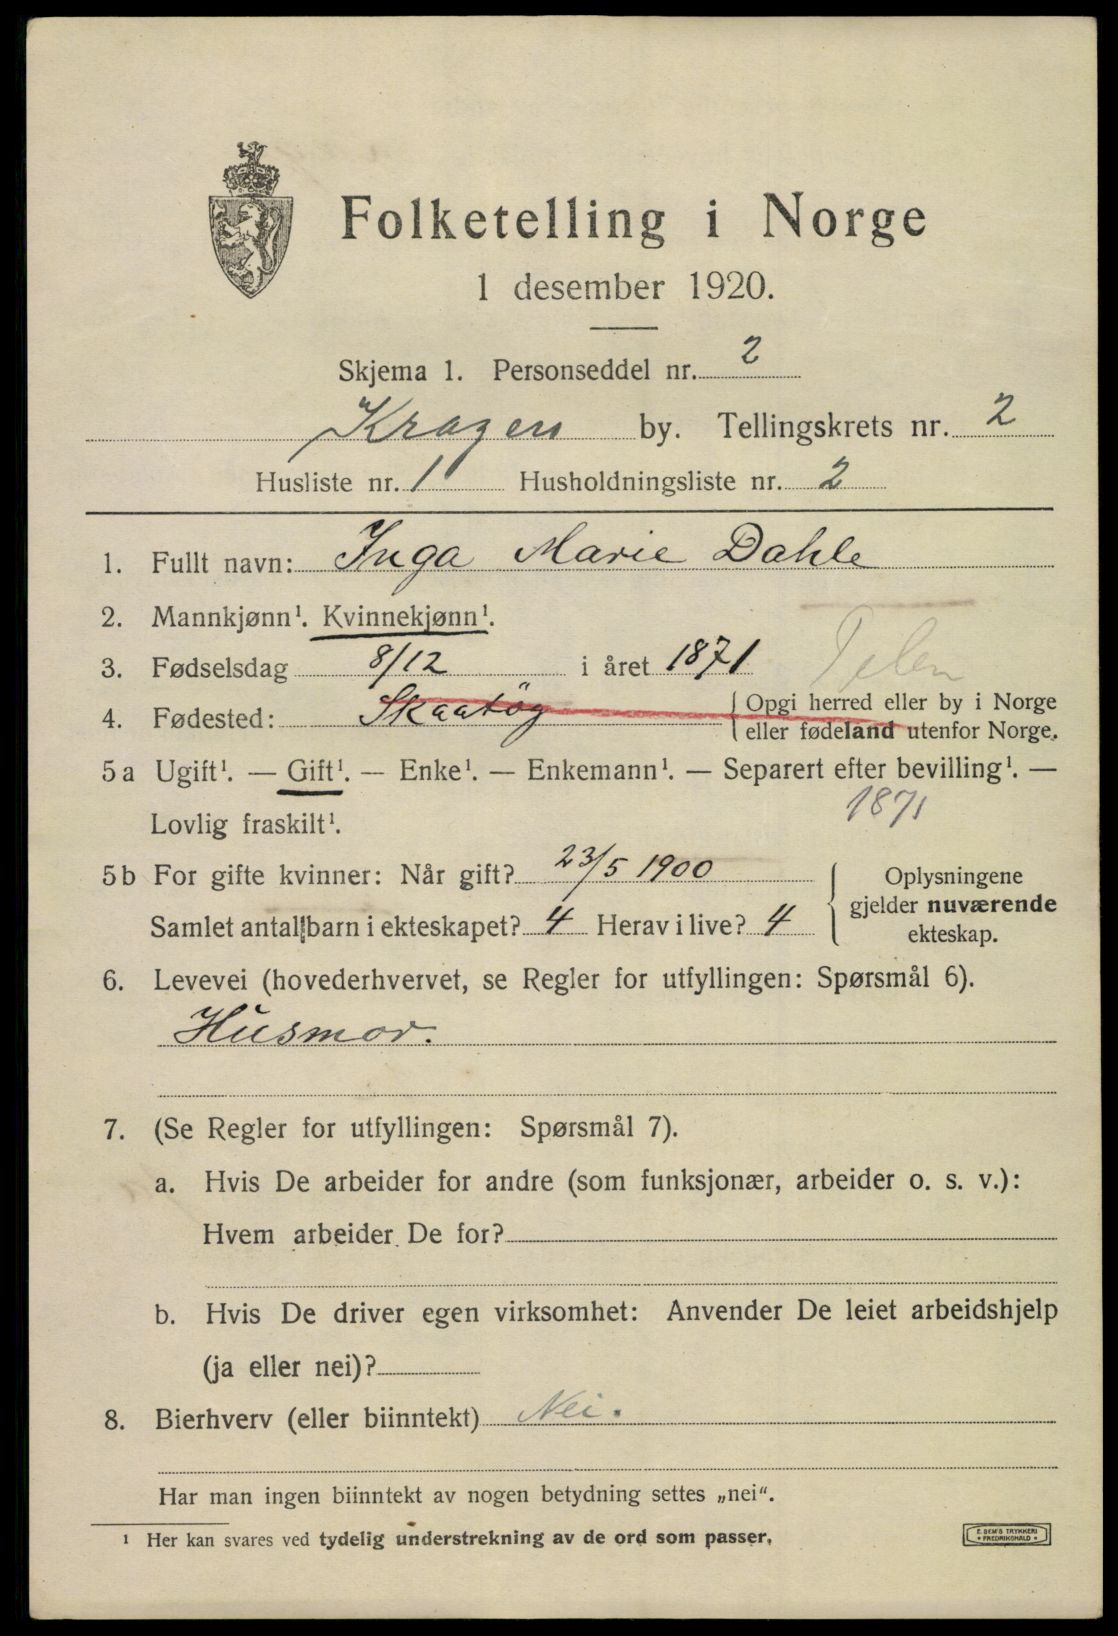 Folketelling i Norge
1 desember 1920.
Skjema 1. Personseddel nr. 2
Kragerø by. Tellingskrets nr. 2
Husliste nr. 1 Husholdningsliste nr. 2
1. Fullt navn: Inga Marie Dahle
2. Mannkjønn¹. Kvinnekjønn¹.
3. Fødselsdag 8/12 i året 1871
4. Fødested: Skaatöy
Opgi herred eller by i Norge
eller fødeland utenfor Norge.
5a Ugift¹. — Gift¹. — Enke¹. — Enkemann¹. — Separert efter bevilling¹. —
1871
Lovlig fraskilt¹.
5b For gifte kvinner: Når gift? 23/5 1900
Samlet antal barn i ekteskapet? 4 Herav i live? 4
Oplysningene
gjelder nuværende
ekteskap.
6. Levevei (hovederhvervet, se Regler for utfyllingen: Spørsmål 6).
Husmor.
7. (Se Regler for utfyllingen: Spørsmål 7).
a. Hvis De arbeider for andre (som funksjonær, arbeider o. s. v.):
Hvem arbeider De for?
b. Hvis De driver egen virksomhet: Anvender De leiet arbeidshjelp
(ja eller nei)?
8. Bierhverv (eller biinntekt) Nei.
Har man ingen biinntekt av nogen betydning settes „nei".
¹ Her kan svares ved tydelig understrekning av de ord som passer.
E. SEM'S TRYKKERI
FREDRIKSHALD